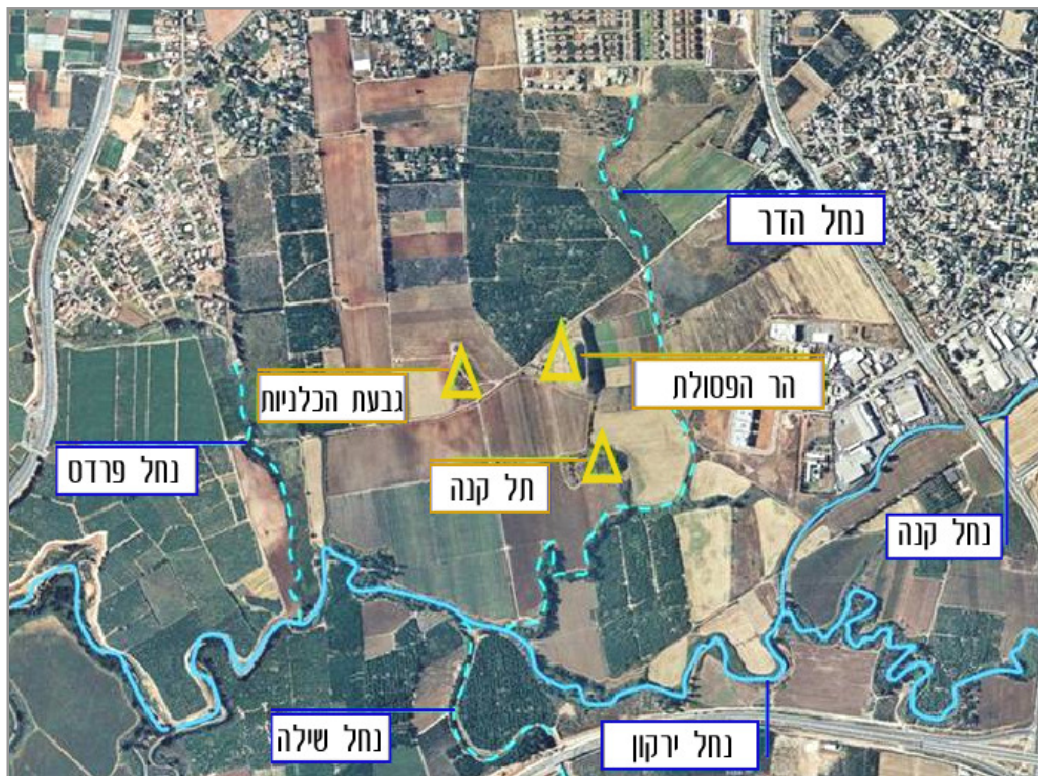 נחל הדר
הר הפסולת
גבעת הכלניות
נחל פרדס
תל קנה
נחל קנה
נחל שילה
נחל ירקון